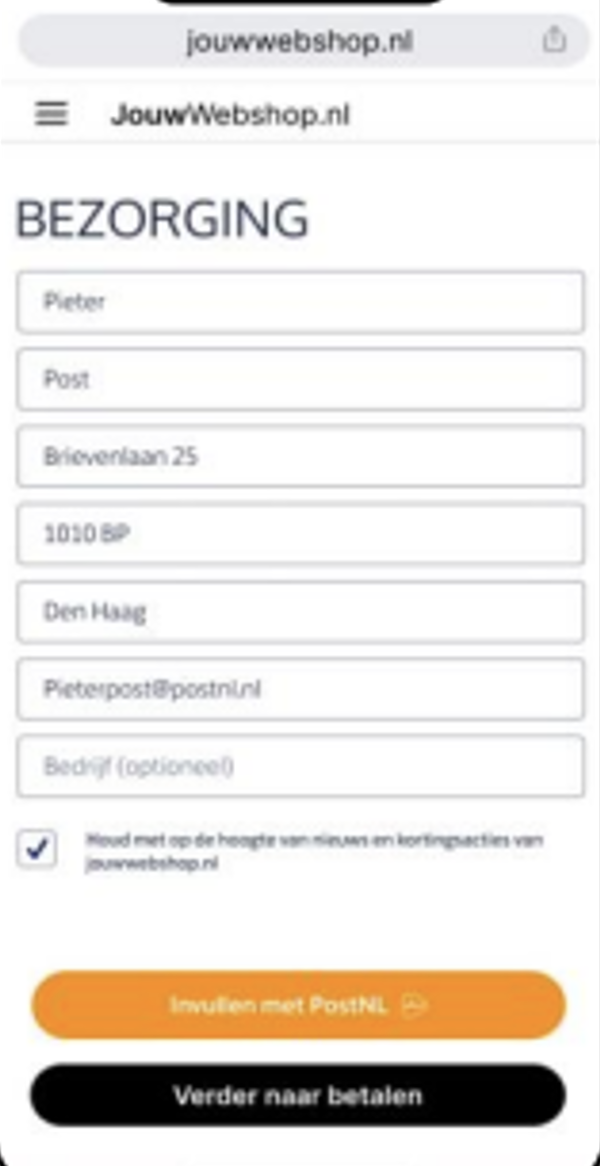 jouwwebshop.nl
JouwWebshop.nl
BEZORGING
Pieter
Post
Brievenlaan 25
1010 BP
Den Haag
Pieterpost@postnl.nl
Bedrijf (optioneel)
Houd met op de hoogte van nieuws en kortingsacties van
jouwwebshop.nl
Invullen met PostNL
Verder naar betalen